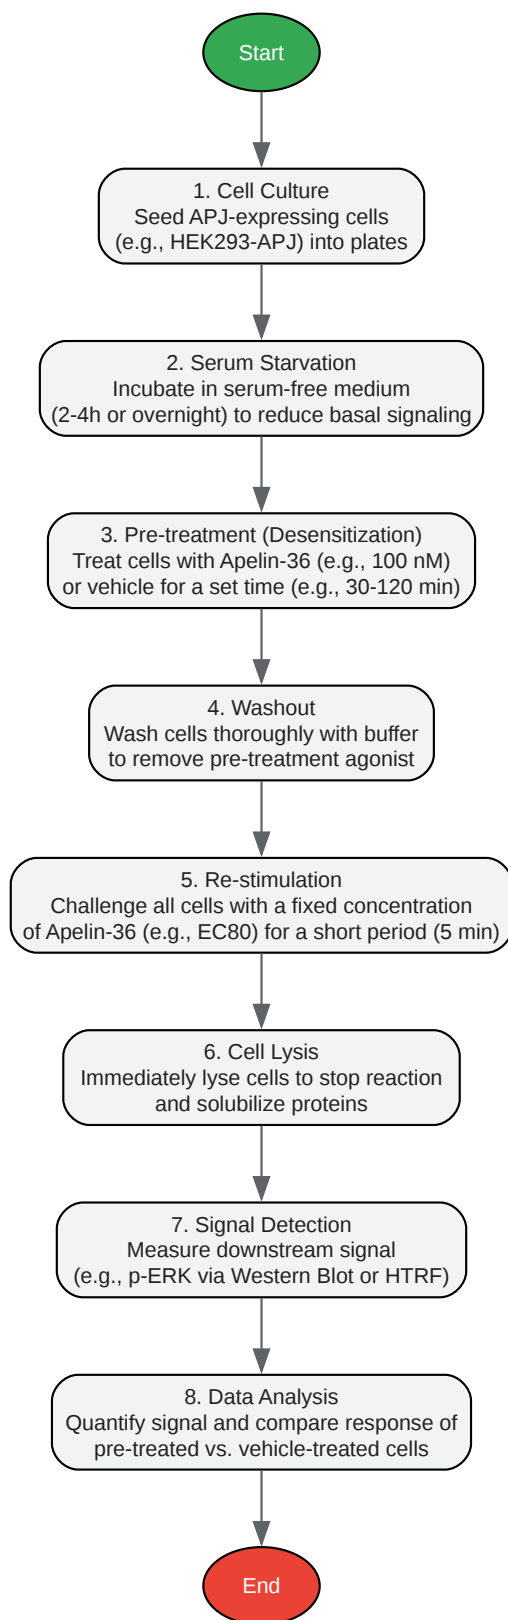 Start
1. Cell Culture
Seed APJ-expressing cells
(e.g., HEK293-APJ) into plates
2. Serum Starvation
Incubate in serum-free medium
(2-4h or overnight) to reduce basal signaling
3. Pre-treatment (Desensitization)
Treat cells with Apelin-36 (e.g., 100 nM)
or vehicle for a set time (e.g., 30-120 min)
4. Washout
Wash cells thoroughly with buffer
to remove pre-treatment agonist
5. Re-stimulation
Challenge all cells with a fixed concentration
of Apelin-36 (e.g., EC80) for a short period (5 min)
6. Cell Lysis
Immediately lyse cells to stop reaction
and solubilize proteins
7. Signal Detection
Measure downstream signal
(e.g., p-ERK via Western Blot or HTRF)
8. Data Analysis
Quantify signal and compare response of
pre-treated vs. vehicle-treated cells
End